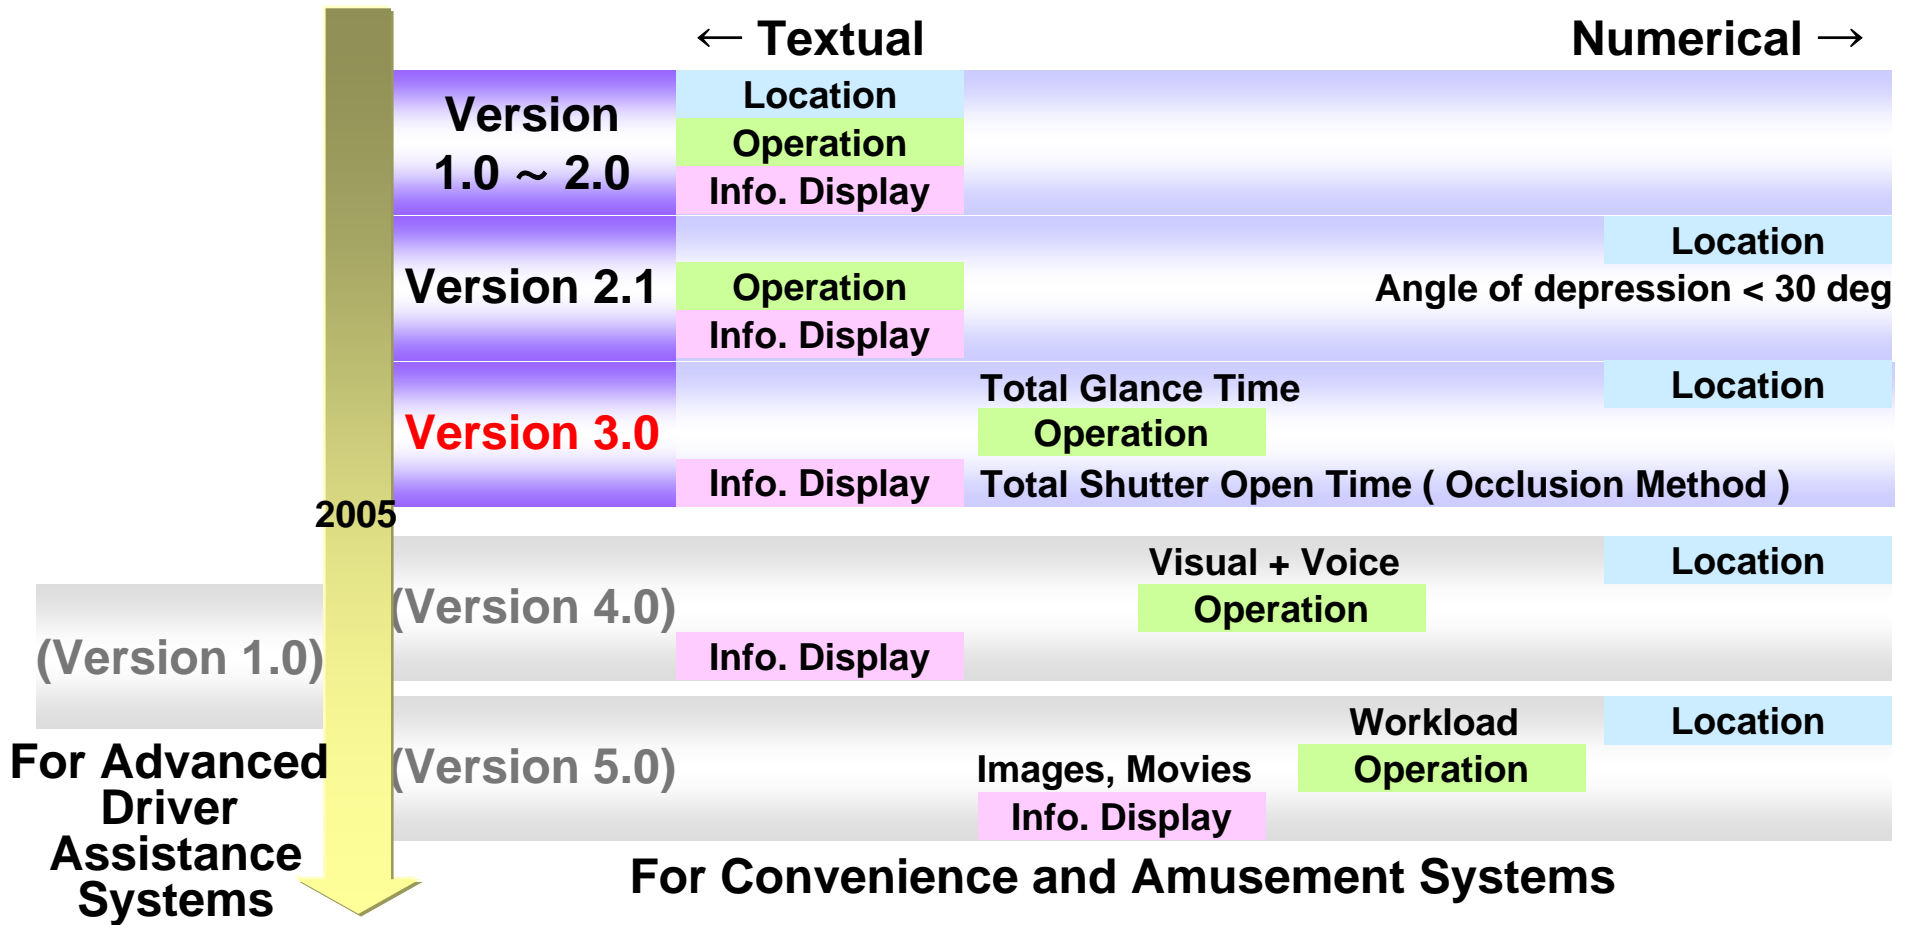 ← Textual
Numerical →
Version
1.0 ~ 2.0
Location
Operation
Info. Display
Version 2.1
Location
Operation
Angle of depression < 30 deg
Info. Display
Version 3.0
Total Glance Time
Location
Operation
Info. Display
Total Shutter Open Time ( Occlusion Method )
2005
(Version 4.0)
Visual + Voice
Location
Operation
Info. Display
(Version 1.0)
(Version 5.0)
Workload
Location
Images, Movies
Operation
Info. Display
For Advanced
Driver
Assistance
Systems
For Convenience and Amusement Systems